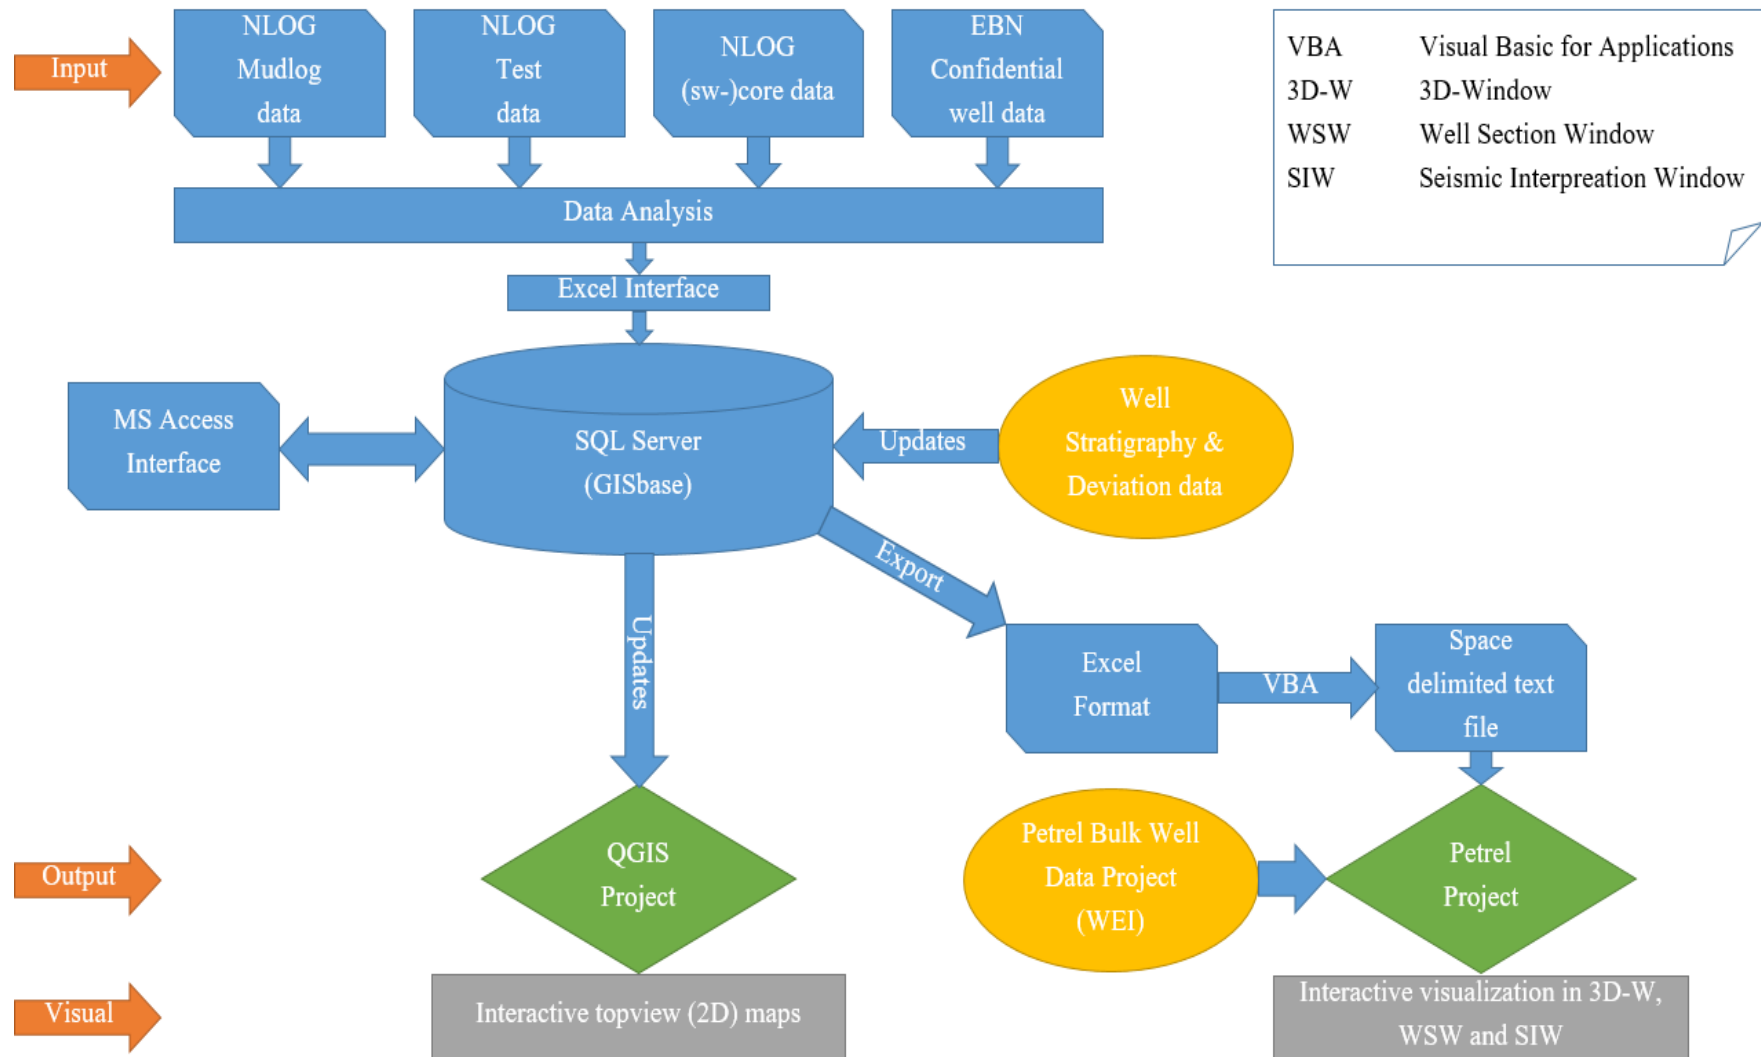 Input
NLOG
Mudlog
data
NLOG
Test
data
NLOG
(sw-)core data
EBN
Confidential
well data
VBA Visual Basic for Applications
3D-W 3D-Window
WSW Well Section Window
SIW Seismic Interpreation Window
Data Analysis
Excel Interface
MS Access
Interface
SQL Server
(GISbase)
Updates
Well
Stratigraphy &
Deviation data
Export
Updates
Excel
Format
VBA
Space
delimited text
file
Output
QGIS
Project
Petrel Bulk Well
Data Project
(WEI)
Petrel
Project
Visual
Interactive topview (2D) maps
Interactive visualization in 3D-W,
WSW and SIW